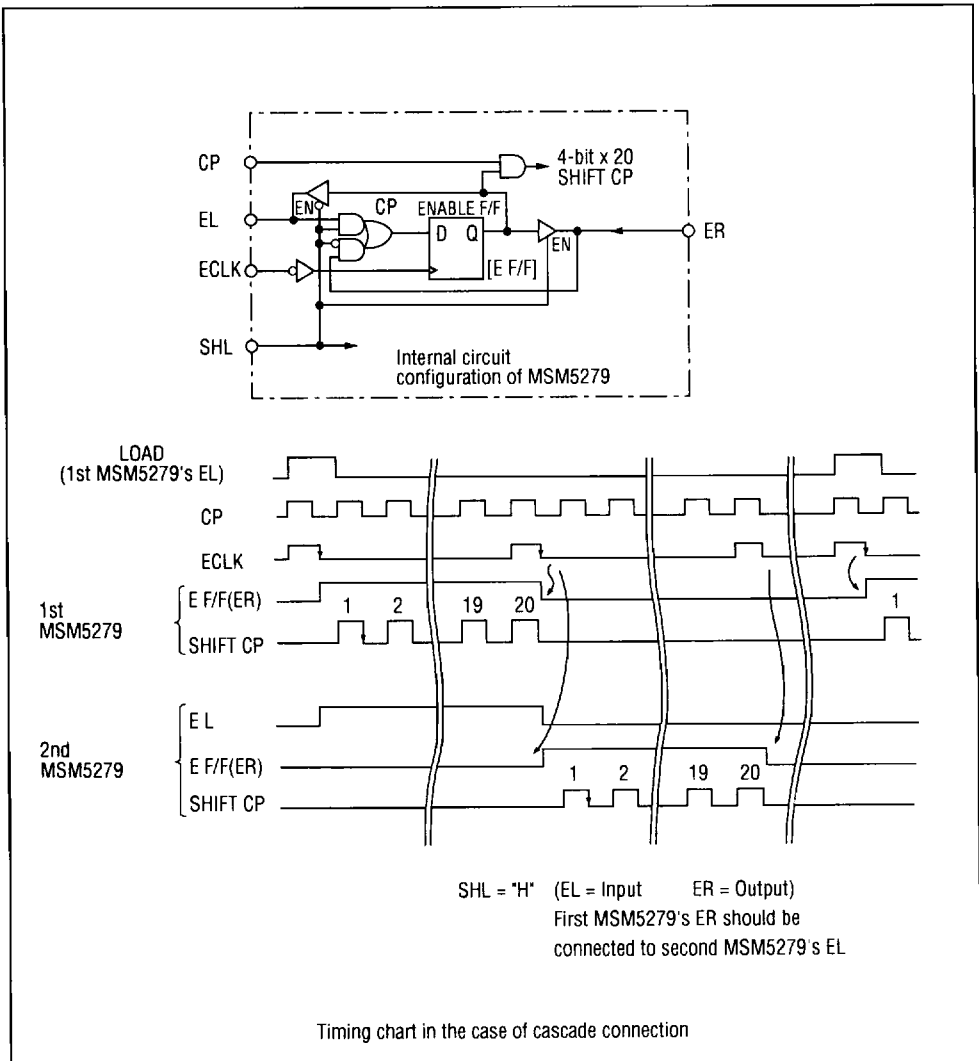 CP
4-bit x 20
SHIFT CP
EL
EN
CP
ENABLE F/F
D Q
EN
ER
ECLK
[E F/F]
SHL
Internal circuit
configuration of MSM5279
LOAD
(1st MSM5279's EL)
CP
ECLK
1st
MSM5279
E F/F(ER)
1 2 19 20 1
SHIFT CP
2nd
MSM5279
E L
E F/F(ER)
1 2 19 20
SHIFT CP
SHL = "H" (EL = Input ER = Output)
First MSM5279's ER should be
connected to second MSM5279's EL
Timing chart in the case of cascade connection